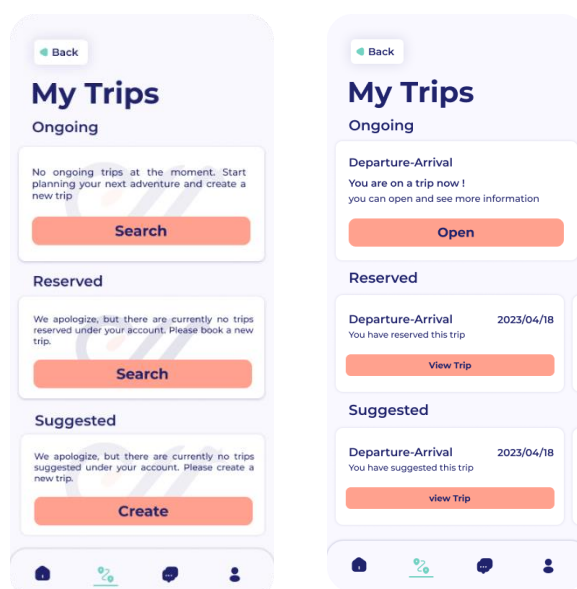 Back
My Trips
Ongoing
No ongoing trips at the moment. Start
planning your next adventure and create a
new trip
Search
Reserved
We apologize, but there are currently no trips
reserved under your account. Please book a new
trip.
Search
Suggested
We apologize, but there are currently no trips
suggested under your account. Please create a
new trip.
Create
Back
My Trips
Ongoing
Departure-Arrival
You are on a trip now !
you can open and see more information
Open
Reserved
Departure-Arrival 2023/04/18
You have reserved this trip
View Trip
Suggested
Departure-Arrival 2023/04/18
You have suggested this trip
view Trip